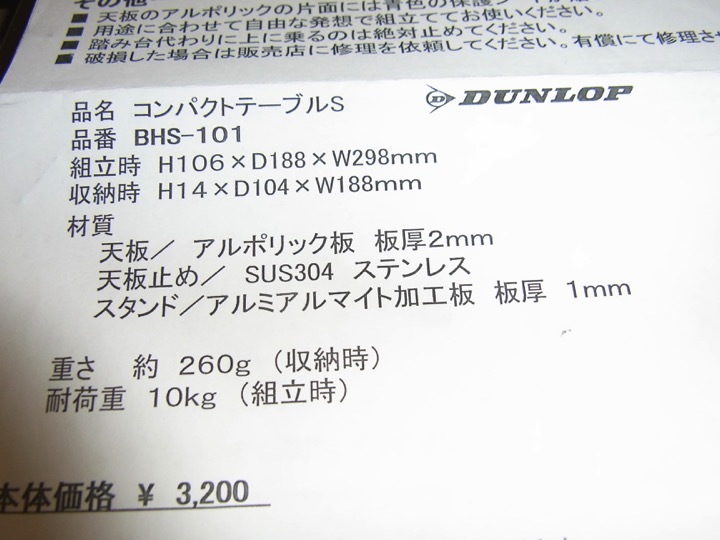 その他
■ 天板のアルポリックの片面には青色の保護シートが
■ 用途に合わせて自由な発想で組立ててお使いください。
■ 踏み台代わりに上に乗るのは絶対止めてください。
■ 破損した場合は販売店に修理を依頼してください。有償にて修理させ
DUNLOP
品名 コンパクトテーブルS
品番 BHS-101
組立時 H106×D188×W298mm
収納時 H14×D104×W188mm
材質
天板／ アルポリック板 板厚2mm
天板止め／ SUS304 ステンレス
スタンド／アルミアルマイト加工板 板厚 1mm
重さ 約 260g （収納時）
耐荷重 10kg （組立時）
本体価格 ¥ 3,200